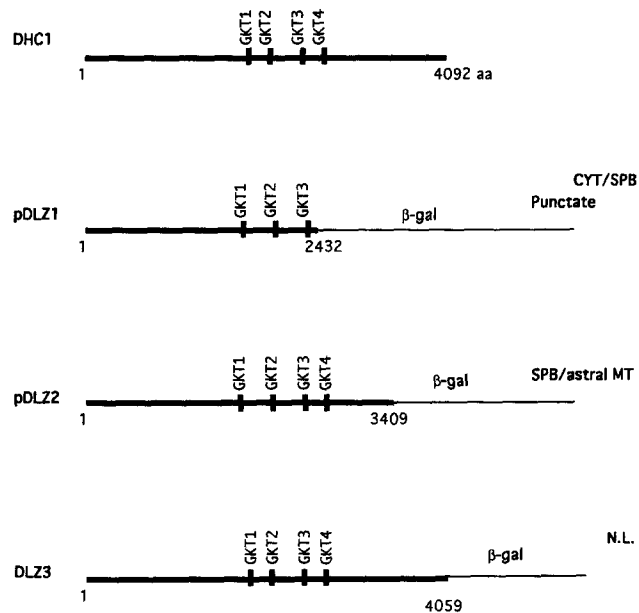 GKT1 GKT2 GKT3 GKT4
DHC1
1 4092 aa
CYT/SPB
GKT1 GKT2 GKT3 Punctate
pDLZ1 β-gal
1 2432
GKT1 GKT2 GKT3 GKT4 SPB/astral MT
pDLZ2 β-gal
1 3409
N.L.
GKT1 GKT2 GKT3 GKT4 β-gal
DLZ3
1 4059